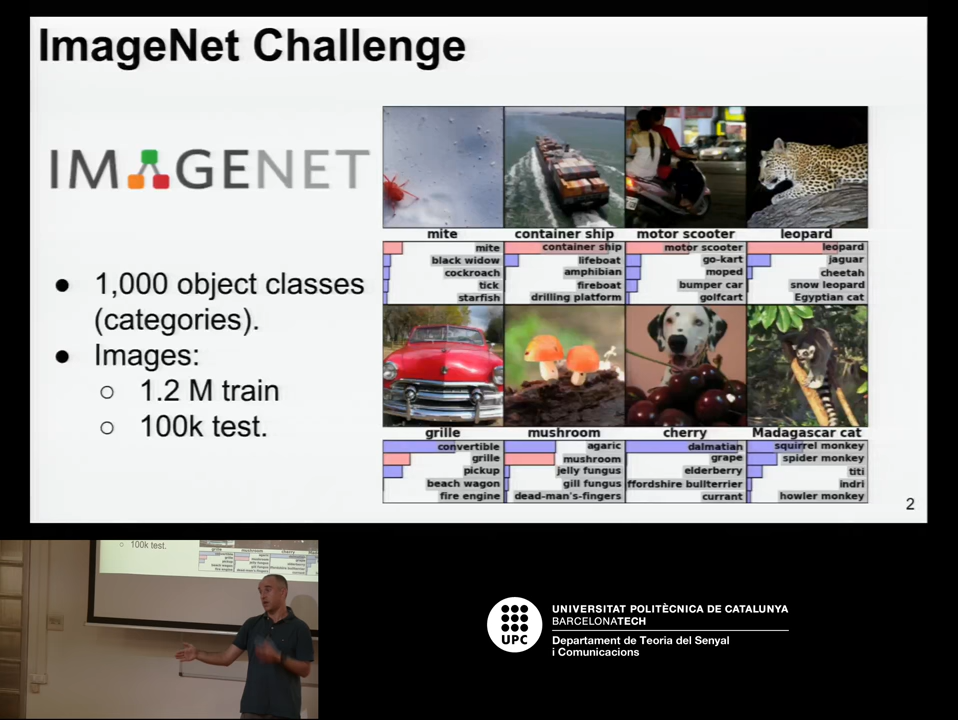 ImageNet Challenge
IMAGENET
● 1,000 object classes
(categories).
● Images:
○ 1.2 M train
○ 100k test.
mite container ship motor scooter leopard
mite container ship motor scooter leopard
black widow lifeboat go-kart jaguar
cockroach amphibian moped cheetah
tick fireboat bumper car snow leopard
starfish drilling platform golfcart Egyptian cat
grille mushroom cherry Madagascar cat
convertible agaric dalmatian squirrel monkey
grille mushroom grape spider monkey
pickup jelly fungus elderberry titi
beach wagon gill fungus ffordshire bullterrier indri
fire engine dead-man's-fingers currant howler monkey
2
○ 100k test.
UPC
UNIVERSITAT POLITÈCNICA DE CATALUNYA
BARCELONATECH
Departament de Teoria del Senyal
i Comunicacions